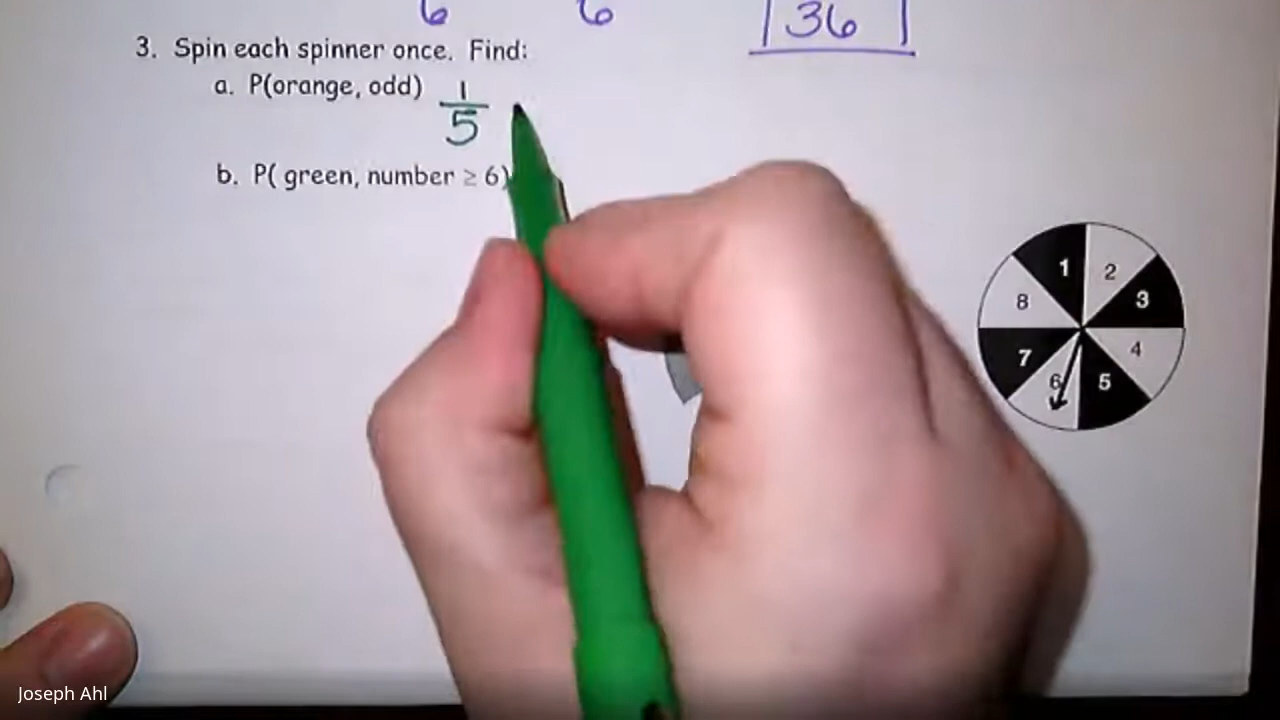 6 6 36
3. Spin each spinner once. Find:
a. P(orange, odd) 1/5
b. P( green, number ≥ 6)
1 2
8 3
7 4
6 5
Joseph Ahl